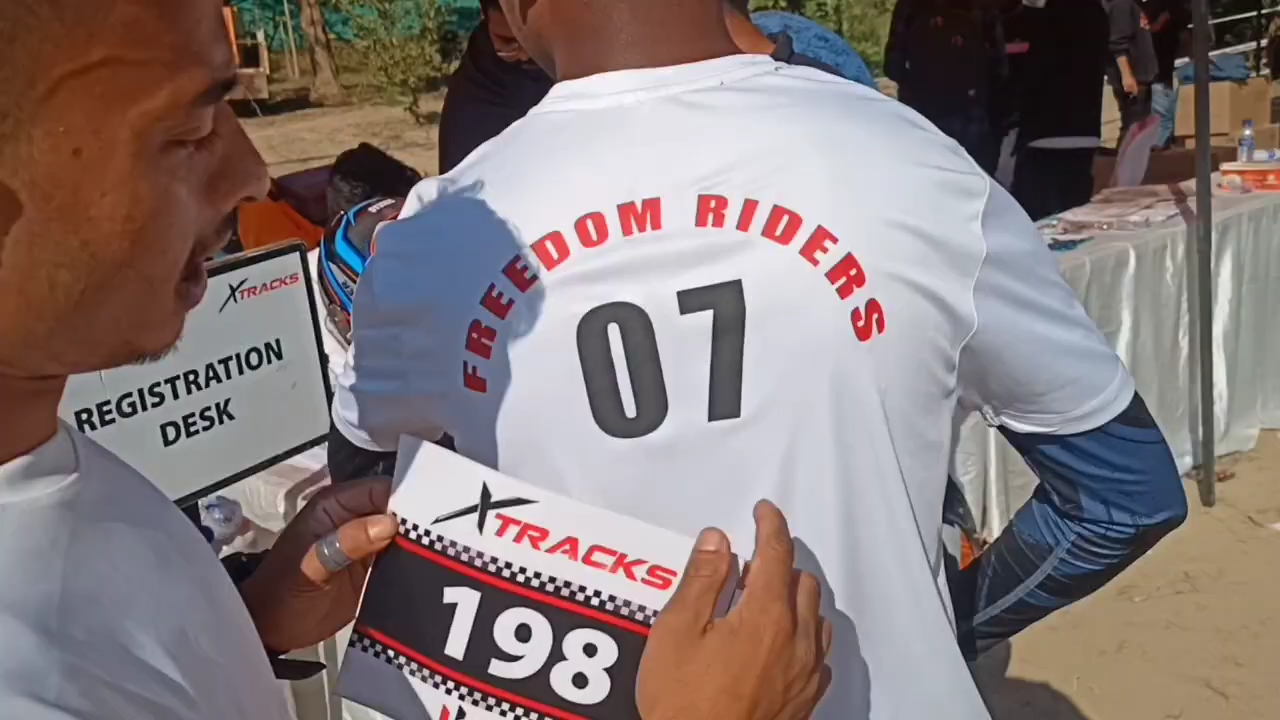 FREEDOM RIDERS
07
XTRACKS
REGISTRATION
DESK
XTRACKS
198